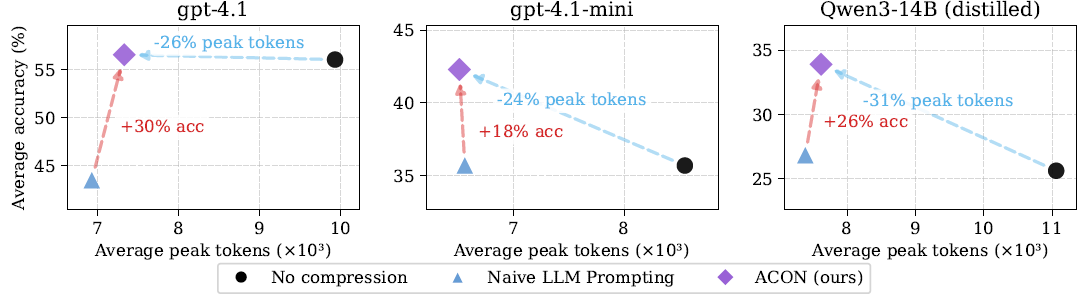 gpt-4.1
gpt-4.1-mini
Qwen3-14B (distilled)
Average accuracy (%)
55
50
45
-26% peak tokens
+30% acc
7
8
9
10
Average peak tokens (×10³)
45
40
35
-24% peak tokens
+18% acc
7
8
Average peak tokens (×10³)
35
30
25
-31% peak tokens
+26% acc
8
9
10
11
Average peak tokens (×10³)
No compression
Naive LLM Prompting
ACON (ours)